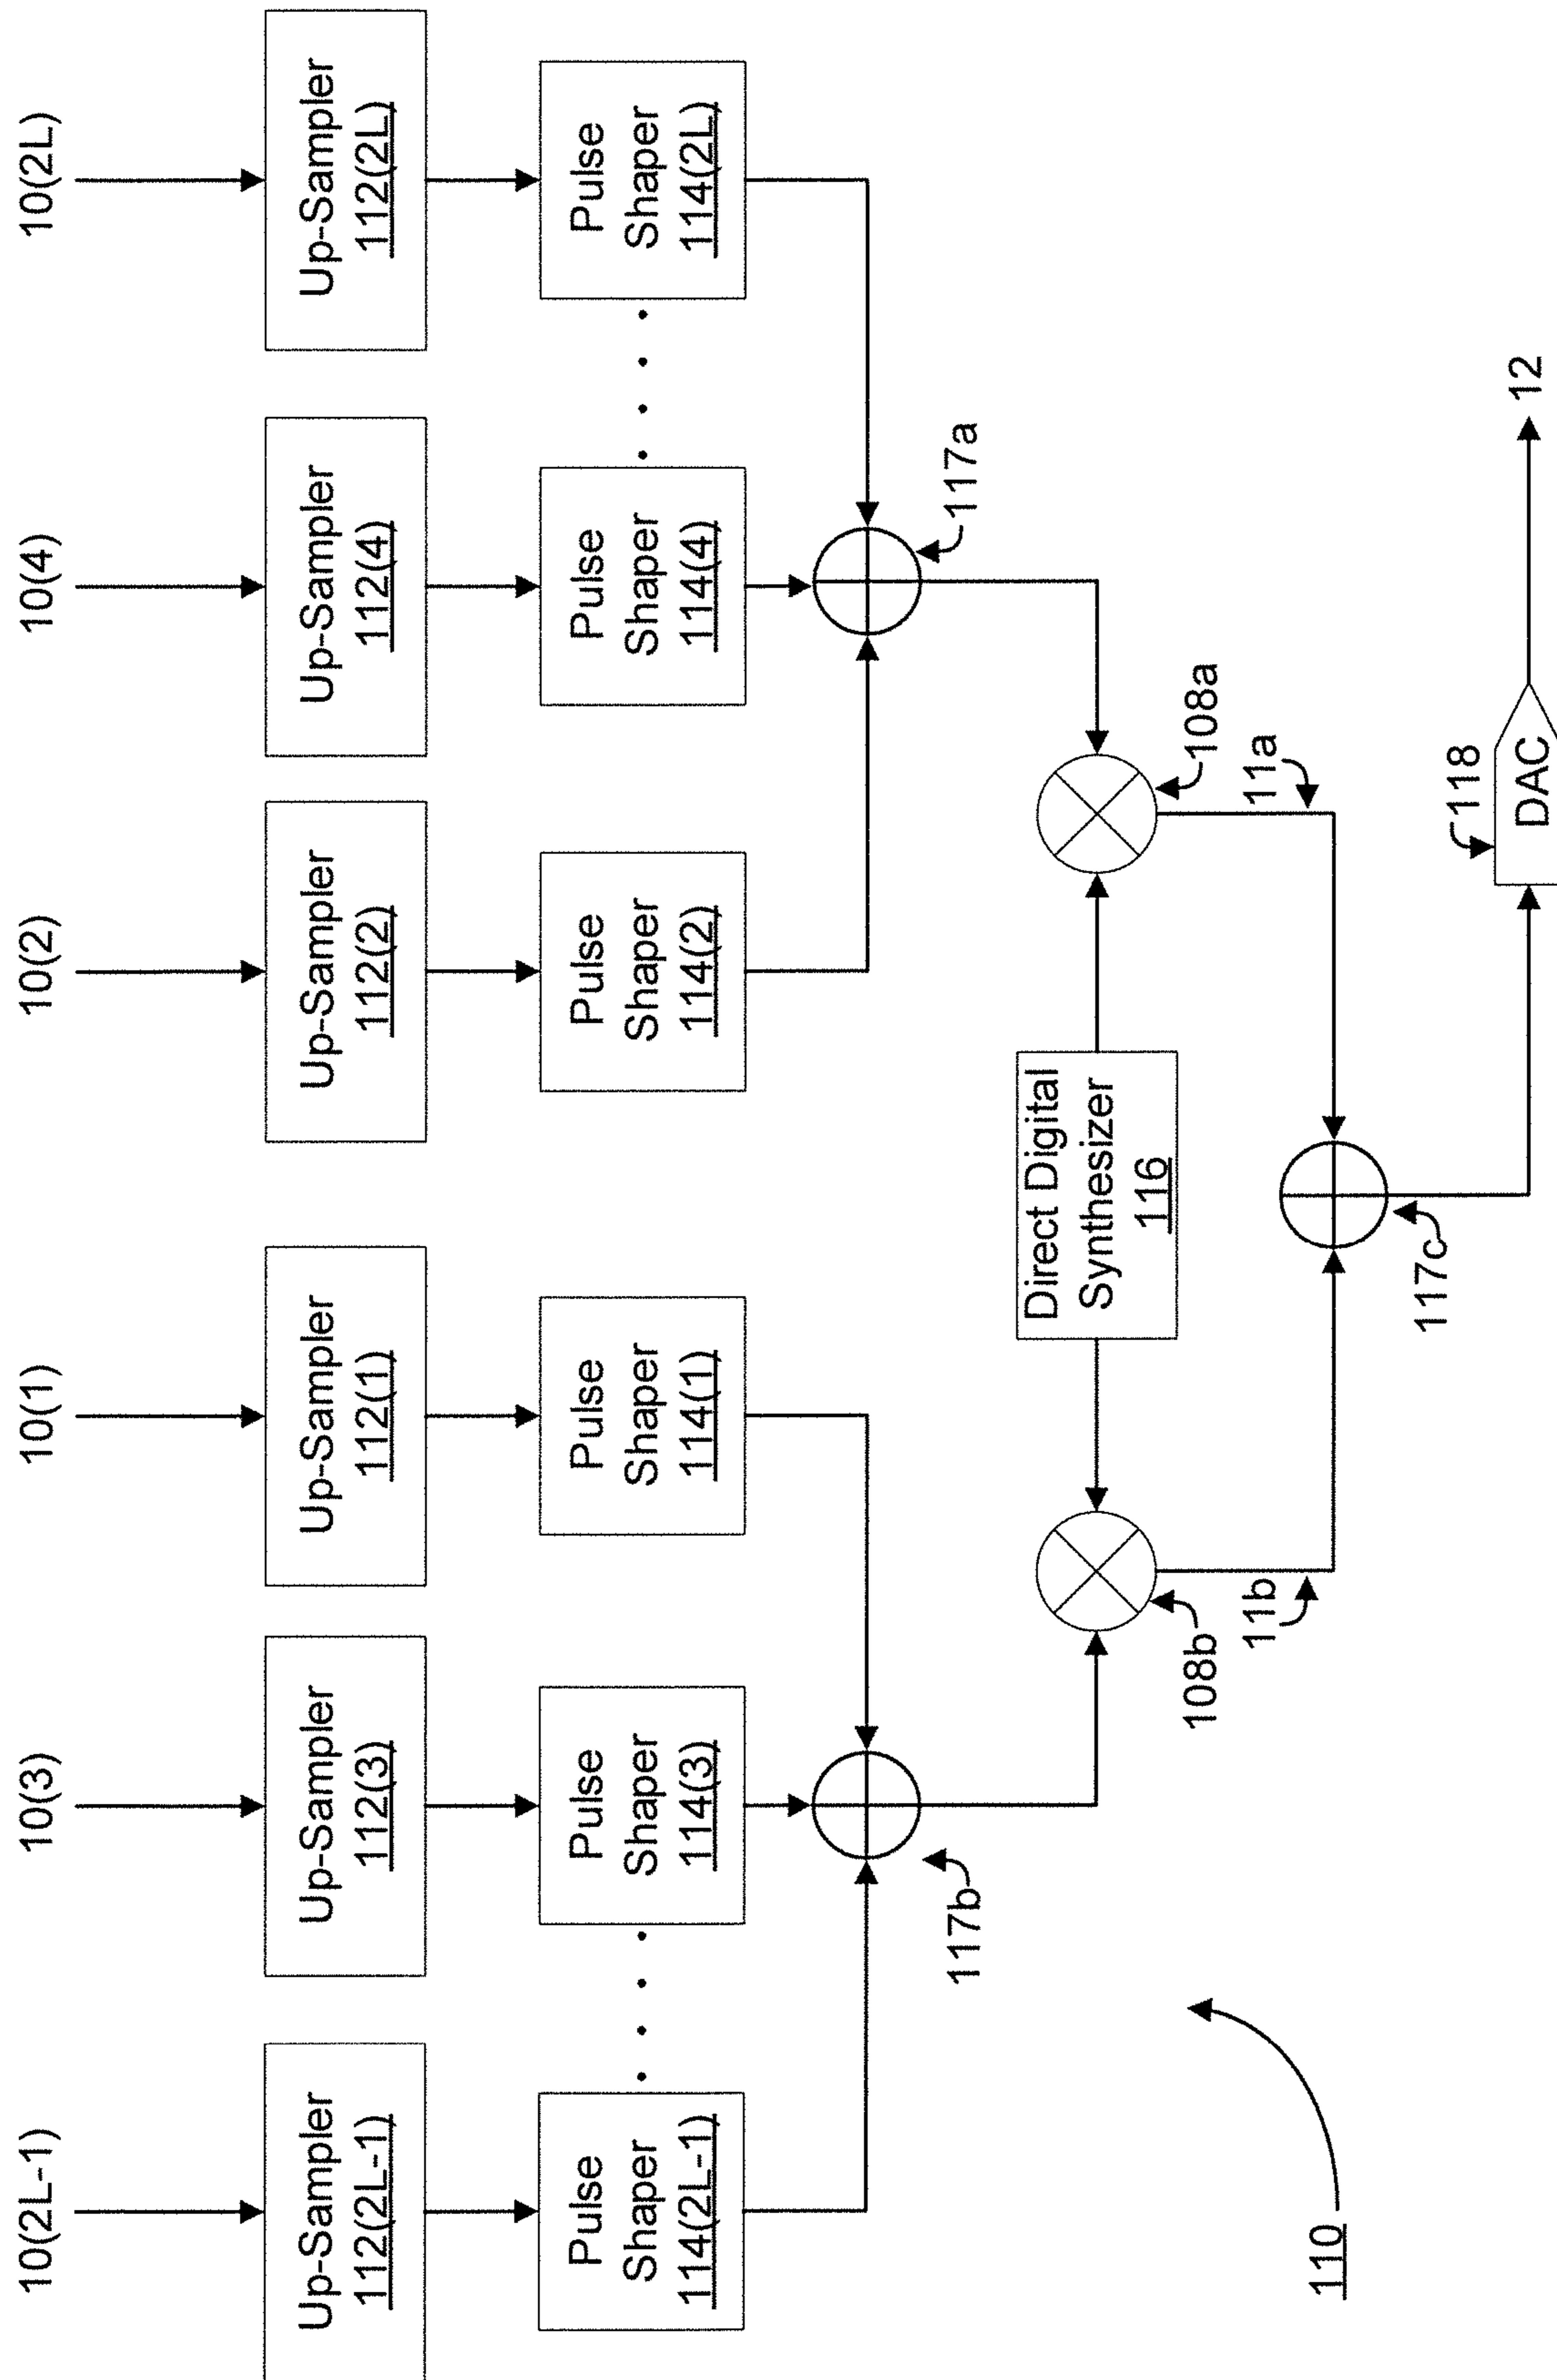 10(2L-1)
10(3)
10(1)
10(2)
10(4)
10(2L)
Up-Sampler
112(2L-1)
Up-Sampler
112(3)
Up-Sampler
112(1)
Up-Sampler
112(2)
Up-Sampler
112(4)
Up-Sampler
112(2L)
Pulse
Shaper
114(2L-1)
Pulse
Shaper
114(3)
Pulse
Shaper
114(1)
Pulse
Shaper
114(2)
Pulse
Shaper
114(4)
Pulse
Shaper
114(2L)
117b
117a
Direct Digital
Synthesizer
116
108b
108a
11b
11a
117c
118
DAC
12
110